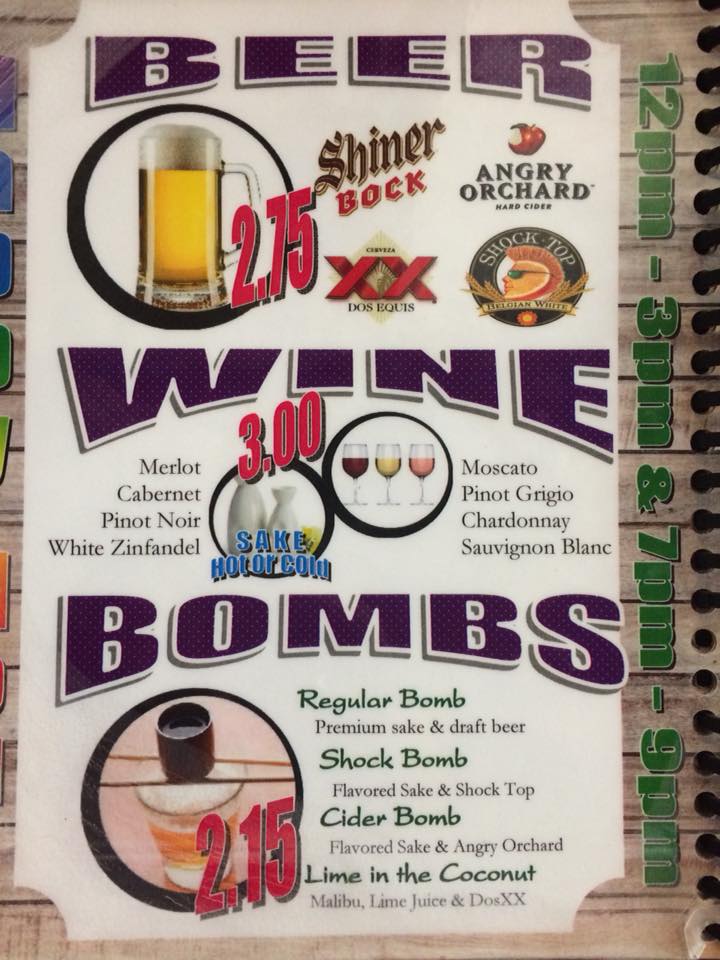 BEER
2.75
Shiner
BOCK
ANGRY
ORCHARD
HARD CIDER
CERVEZA
XX
DOS EQUIS
SHOCK·TOP
BELGIAN WHITE
WINE
3.00
Merlot
Cabernet
Pinot Noir
White Zinfandel
SAKE
Hot or cold
Moscato
Pinot Grigio
Chardonnay
Sauvignon Blanc
BOMBS
2.15
Regular Bomb
Premium sake & draft beer
Shock Bomb
Flavored Sake & Shock Top
Cider Bomb
Flavored Sake & Angry Orchard
Lime in the Coconut
Malibu, Lime Juice & DosXX
12pm - 3pm & 7pm - 9pm